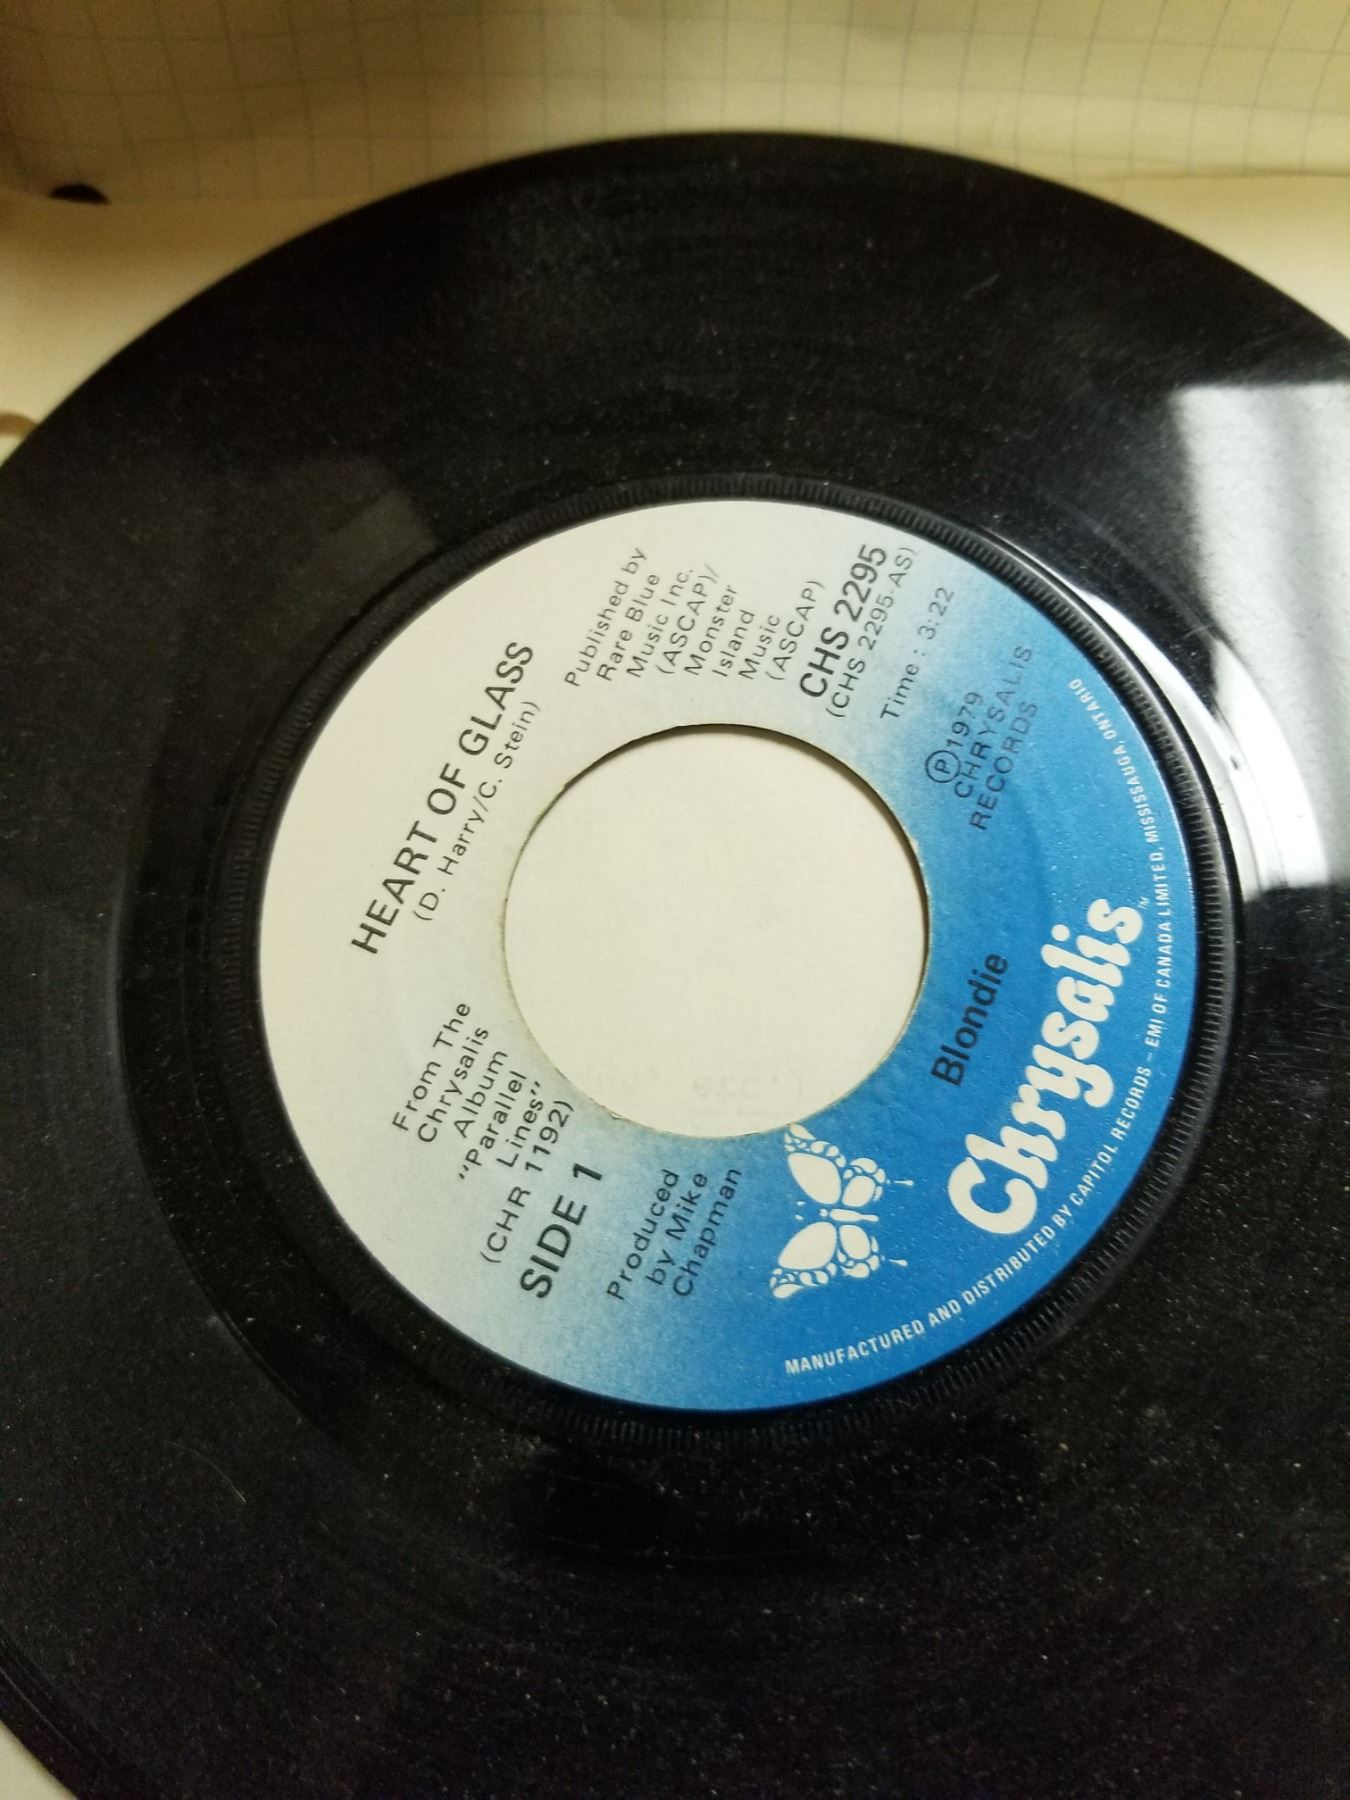 HEART OF GLASS
(D. Harry/C. Stein)
From The
Chrysalis
Album
"Parallel
Lines"
(CHR 1192)
SIDE 1
Produced
by Mike
Chapman
Published by
Rare Blue
Music Inc.
(ASCAP)/
Monster
Island
Music
(ASCAP)
CHS 2295
(CHS 2295-AS)
Time : 3:22
Ⓟ1979
CHRYSALIS
RECORDS
Blondie
Chrysalis™
MANUFACTURED AND DISTRIBUTED BY CAPITOL RECORDS – EMI OF CANADA LIMITED, MISSISSAUGA, ONTARIO